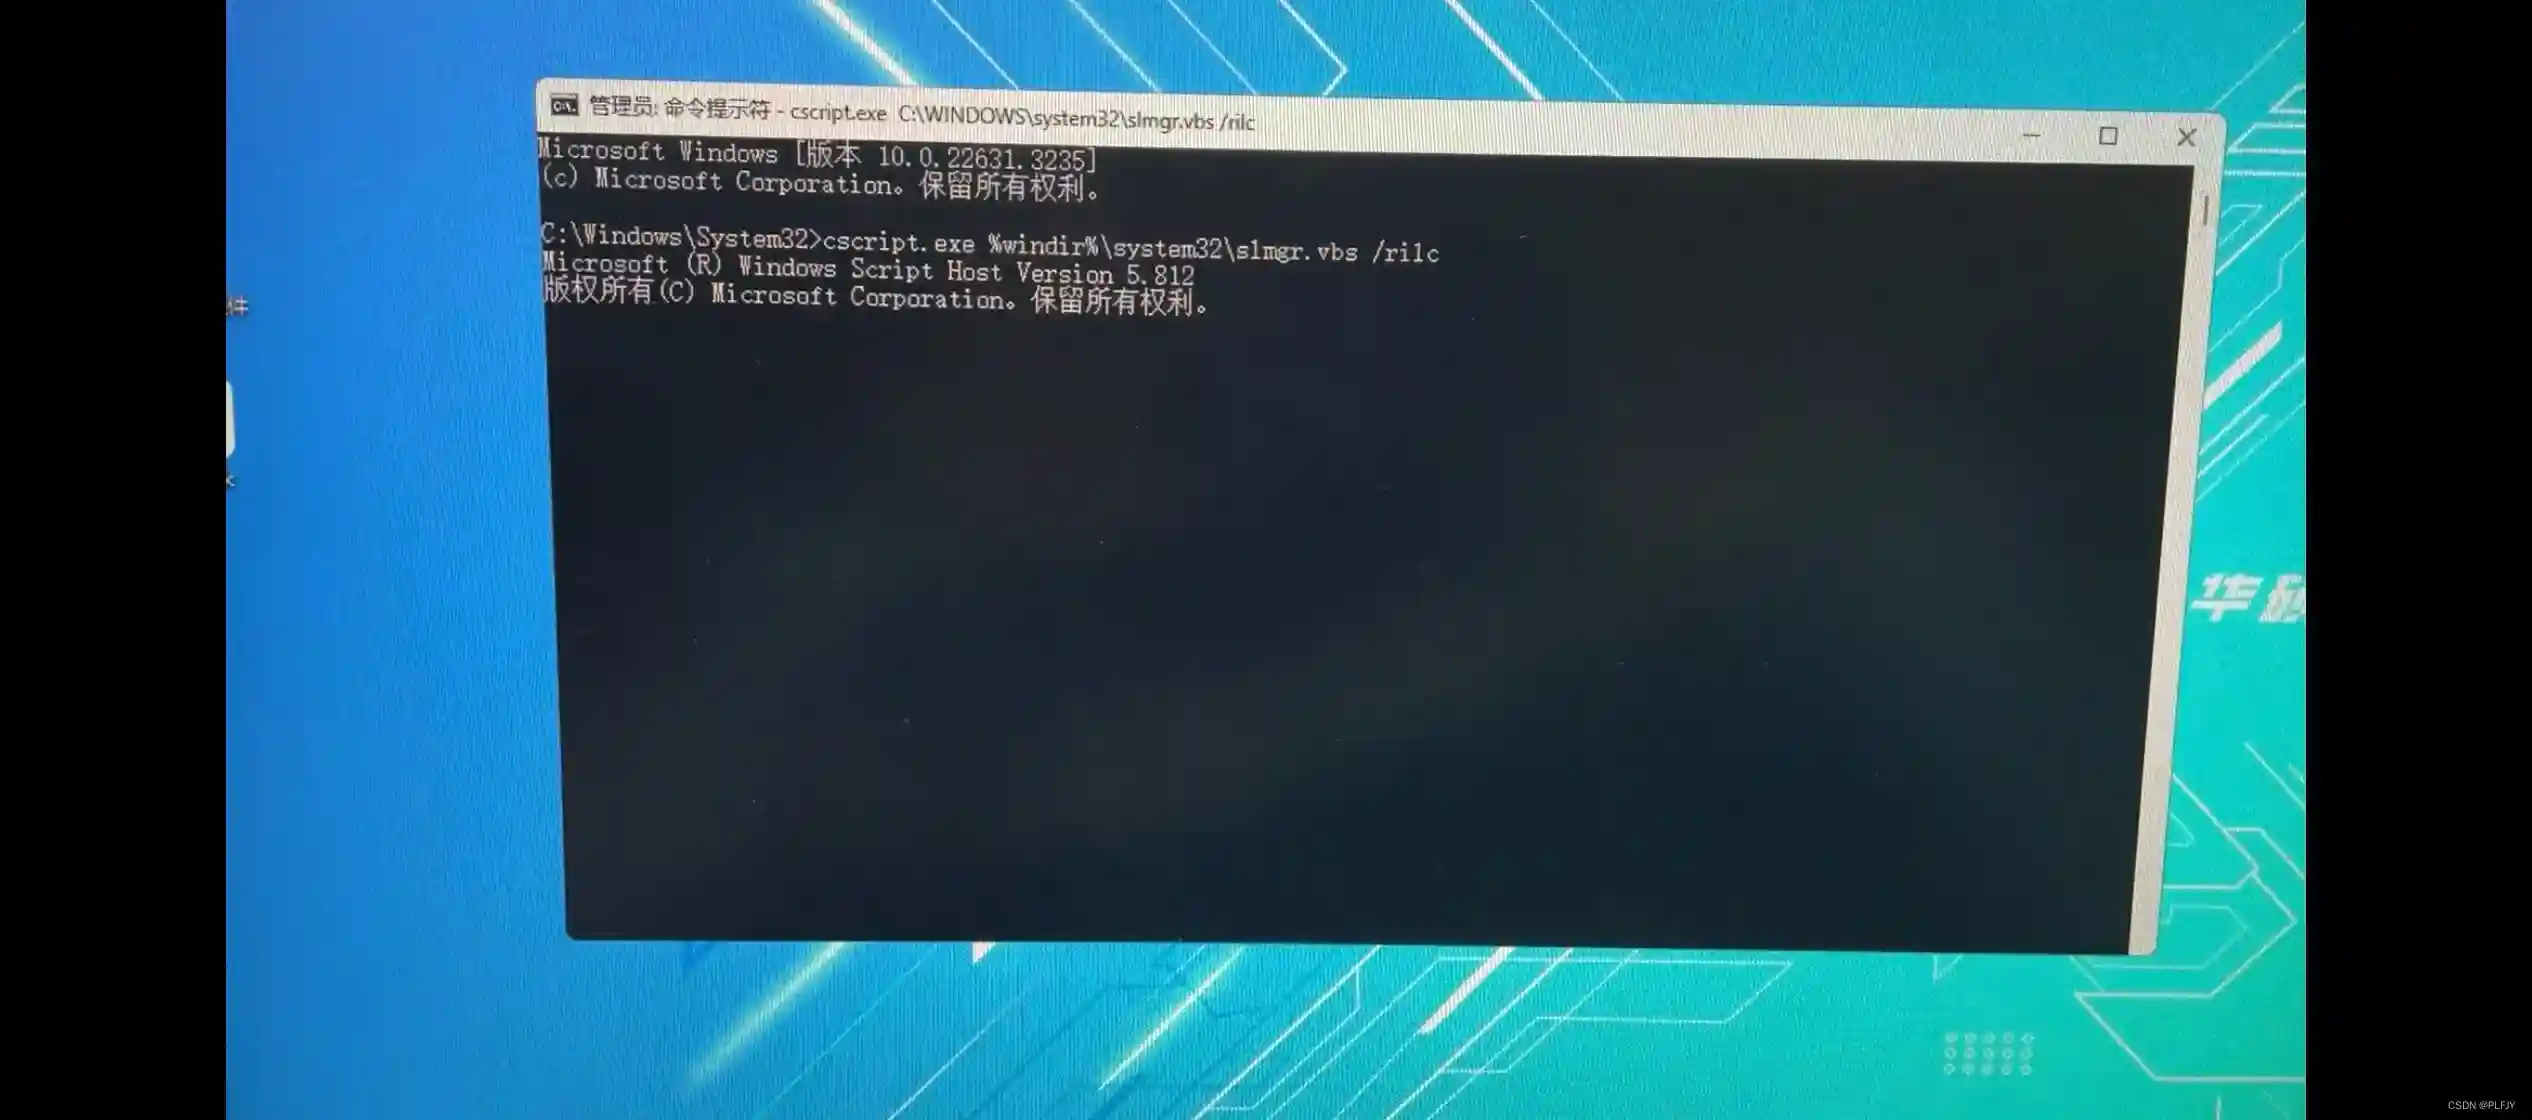 管理员: 命令提示符 - cscript.exe  C:\WINDOWS\system32\slmgr.vbs /rilc
Microsoft Windows [版本 10.0.22631.3235]
(c) Microsoft Corporation。保留所有权利。
C:\Windows\System32>cscript.exe %windir%\system32\slmgr.vbs /rilc
Microsoft (R) Windows Script Host Version 5.812
版权所有(C) Microsoft Corporation。保留所有权利。
件
华硕
CSDN @PLFJY